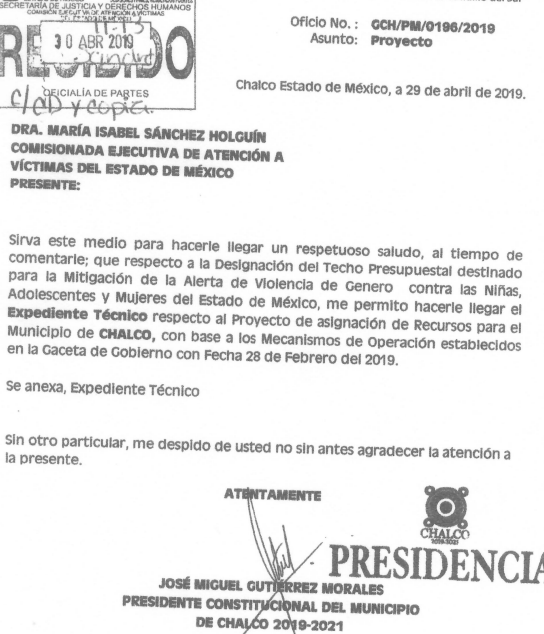 SECRETARÍA DE JUSTICIA Y DERECHOS HUMANOS
COMISIÓN EJECUTIVA DE ATENCIÓN A VÍCTIMAS
DEL ESTADO DE MÉXICO
11:15
30 ABR 2019
RECIBIDO
OFICIALÍA DE PARTES
c/CD y copia.
Oficio No. : GCH/PM/0196/2019
Asunto: Proyecto
Chalco Estado de México, a 29 de abril de 2019.
DRA. MARÍA ISABEL SÁNCHEZ HOLGUÍN
COMISIONADA EJECUTIVA DE ATENCIÓN A
VÍCTIMAS DEL ESTADO DE MÉXICO
PRESENTE:
Sirva este medio para hacerle llegar un respetuoso saludo, al tiempo de
comentarle; que respecto a la Designación del Techo Presupuestal destinado
para la Mitigación de la Alerta de Violencia de Genero contra las Niñas,
Adolescentes y Mujeres del Estado de México, me permito hacerle llegar el
Expediente Técnico respecto al Proyecto de asignación de Recursos para el
Municipio de CHALCO, con base a los Mecanismos de Operación establecidos
en la Gaceta de Gobierno con Fecha 28 de Febrero del 2019.
Se anexa, Expediente Técnico
Sin otro particular, me despido de usted no sin antes agradecer la atención a
la presente.
ATENTAMENTE
CHALCO
2019-2021
PRESIDENCIA
JOSÉ MIGUEL GUTIÉRREZ MORALES
PRESIDENTE CONSTITUCIONAL DEL MUNICIPIO
DE CHALCO 2019-2021